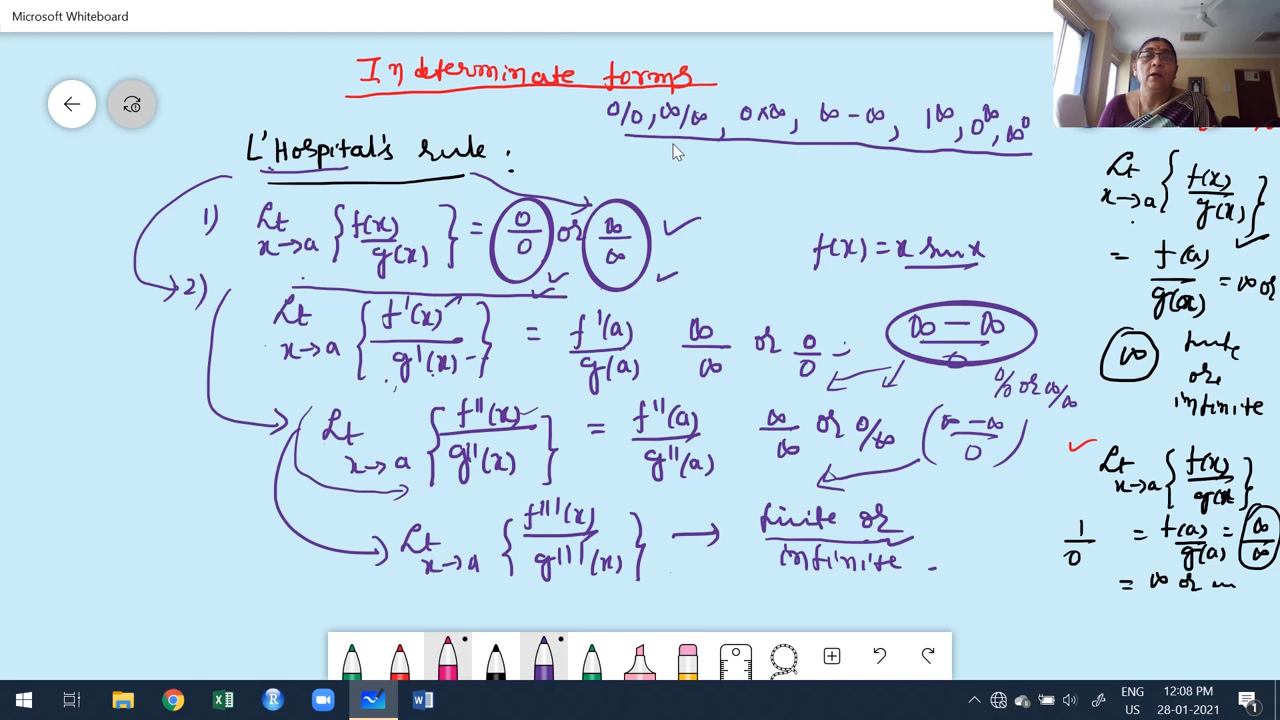 Microsoft Whiteboard
Indeterminate forms
0/0, ∞/∞, 0×∞, ∞ - ∞, 1^∞, 0^∞, ∞^0
L'Hospital's rule :
1) Lt x→a {f(x)/g(x)} = 0/0 or ∞/∞ ✓
f(x) = x sin x
2) Lt x→a {f'(x)/g'(x)} = f'(a)/g(a) ∞/∞ or 0/0 ∞ - ∞/0
0/0 or ∞/∞
Lt x→a {f''(x)/g''(x)} = f''(a)/g''(a) ∞/∞ or 0/∞ (∞-∞/0)
Lt x→a {f'''(x)/g'''(x)} → finite or infinite .
Lt x→a {f(x)/g(x)}
= f(a)/g(a) = ∞ or
∞ finite
or
infinite
Lt x→a {f(x)/g(x}
1/0 = f(a)/g(a) = ∞/∞
= ∞ or
ENG 12:08 PM
US 28-01-2021